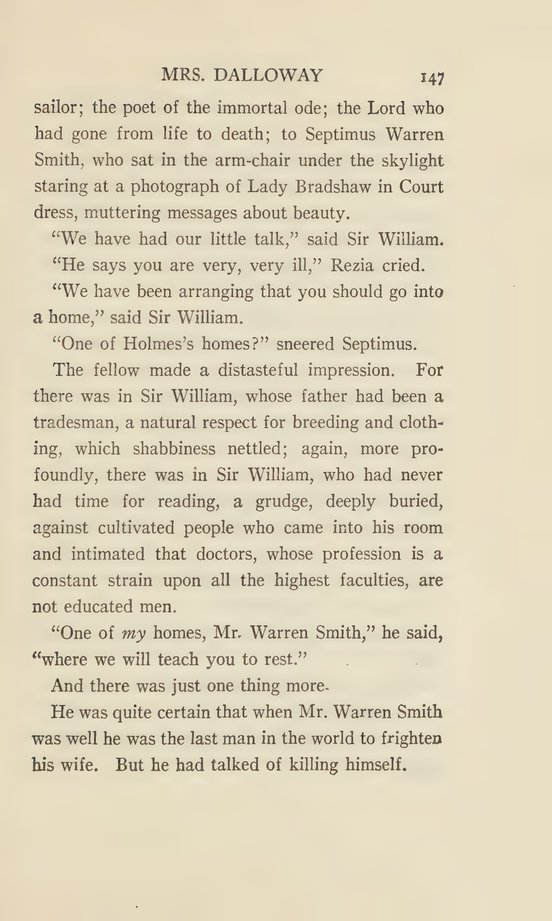 MRS. DALLOWAY 147
sailor; the poet of the immortal ode; the Lord who
had gone from life to death; to Septimus Warren
Smith, who sat in the arm-chair under the skylight
staring at a photograph of Lady Bradshaw in Court
dress, muttering messages about beauty.
“We have had our little talk,” said Sir William.
“He says you are very, very ill,” Rezia cried.
“We have been arranging that you should go into
a home,” said Sir William.
“One of Holmes’s homes?” sneered Septimus.
The fellow made a distasteful impression. For
there was in Sir William, whose father had been a
tradesman, a natural respect for breeding and cloth-
ing, which shabbiness nettled; again, more pro-
foundly, there was in Sir William, who had never
had time for reading, a grudge, deeply buried,
against cultivated people who came into his room
and intimated that doctors, whose profession is a
constant strain upon all the highest faculties, are
not educated men.
“One of my homes, Mr. Warren Smith,” he said,
“where we will teach you to rest.”
And there was just one thing more.
He was quite certain that when Mr. Warren Smith
was well he was the last man in the world to frighten
his wife. But he had talked of killing himself.